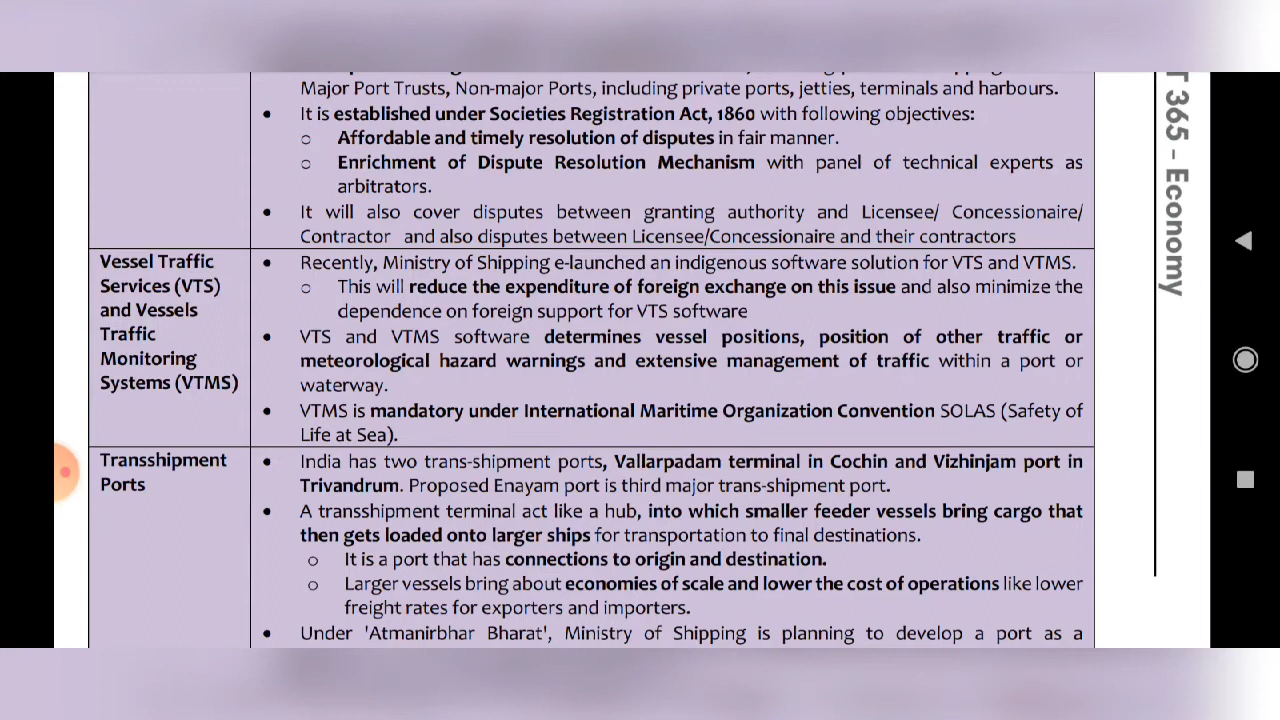 Major Port Trusts, Non-major Ports, including private ports, jetties, terminals and harbours.
• It is established under Societies Registration Act, 1860 with following objectives:
o Affordable and timely resolution of disputes in fair manner.
o Enrichment of Dispute Resolution Mechanism with panel of technical experts as
arbitrators.
• It will also cover disputes between granting authority and Licensee/ Concessionaire/
Contractor and also disputes between Licensee/Concessionaire and their contractors
Vessel Traffic
Services (VTS)
and Vessels
Traffic
Monitoring
Systems (VTMS)
• Recently, Ministry of Shipping e-launched an indigenous software solution for VTS and VTMS.
o This will reduce the expenditure of foreign exchange on this issue and also minimize the
dependence on foreign support for VTS software
• VTS and VTMS software determines vessel positions, position of other traffic or
meteorological hazard warnings and extensive management of traffic within a port or
waterway.
• VTMS is mandatory under International Maritime Organization Convention SOLAS (Safety of
Life at Sea).
Transshipment
Ports
• India has two trans-shipment ports, Vallarpadam terminal in Cochin and Vizhinjam port in
Trivandrum. Proposed Enayam port is third major trans-shipment port.
• A transshipment terminal act like a hub, into which smaller feeder vessels bring cargo that
then gets loaded onto larger ships for transportation to final destinations.
o It is a port that has connections to origin and destination.
o Larger vessels bring about economies of scale and lower the cost of operations like lower
freight rates for exporters and importers.
• Under 'Atmanirbhar Bharat', Ministry of Shipping is planning to develop a port as a
T 365 - Economy